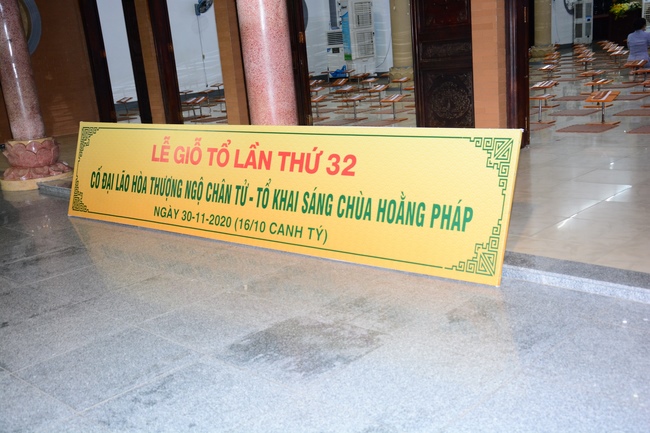 LỄ GIỖ TỔ LẦN THỨ 32
CỐ ĐẠI LÃO HÒA THƯỢNG NGỘ CHÂN TỬ - TỔ KHAI SÁNG CHÙA HOẰNG PHÁP
NGÀY 30-11-2020 (16/10 CANH TÝ)